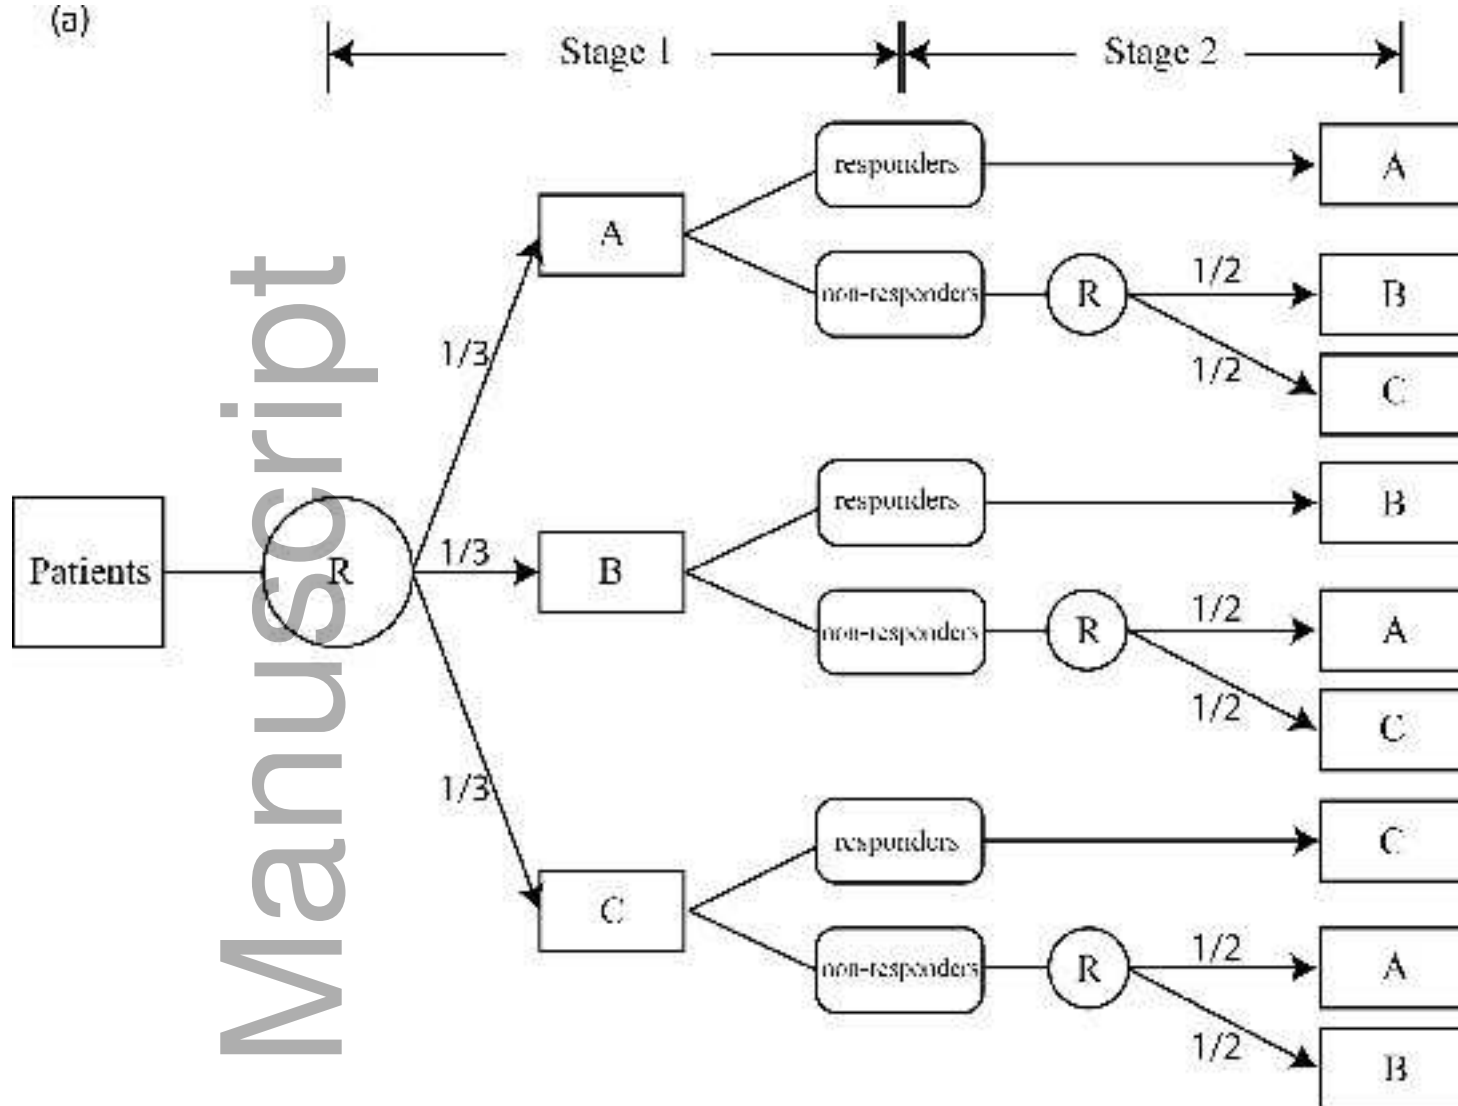 (a)
Stage 1
Stage 2
responders
A
A
non-responders
R
1/2
B
1/2
C
1/3
responders
B
Patients
R
1/3
B
non-responders
R
1/2
A
1/2
C
1/3
responders
C
C
non-responders
R
1/2
A
1/2
B
Manuscript